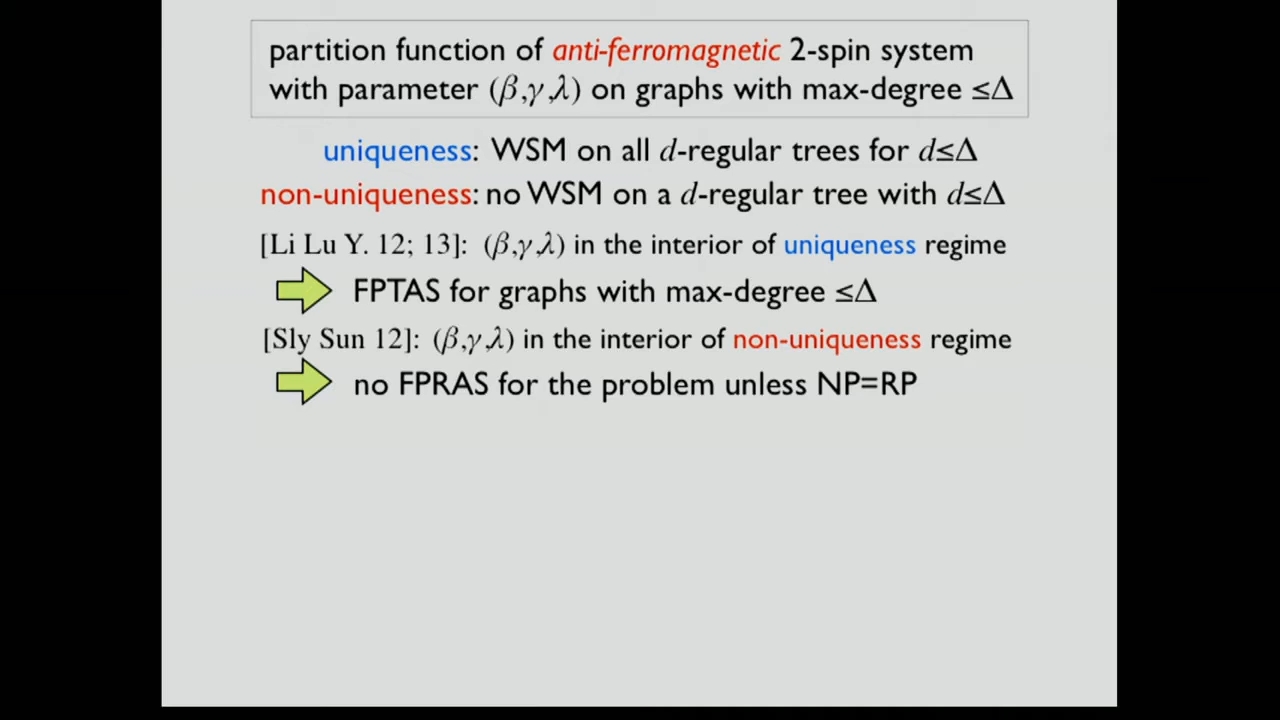 partition function of anti-ferromagnetic 2-spin system
with parameter (β,γ,λ) on graphs with max-degree ≤Δ
uniqueness: WSM on all d-regular trees for d≤Δ
non-uniqueness: no WSM on a d-regular tree with d≤Δ
[Li Lu Y. 12; 13]: (β,γ,λ) in the interior of uniqueness regime
FPTAS for graphs with max-degree ≤Δ
[Sly Sun 12]: (β,γ,λ) in the interior of non-uniqueness regime
no FPRAS for the problem unless NP=RP